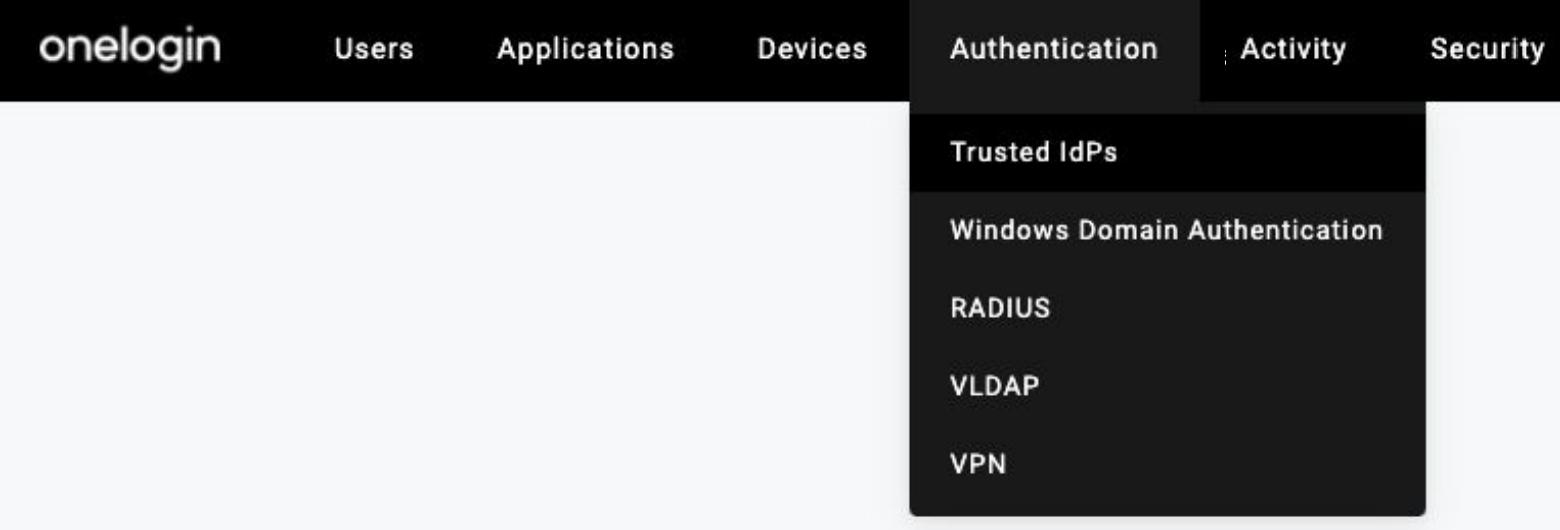 onelogin Users Applications Devices Authentication Activity Security
Trusted IdPs
Windows Domain Authentication
RADIUS
VLDAP
VPN